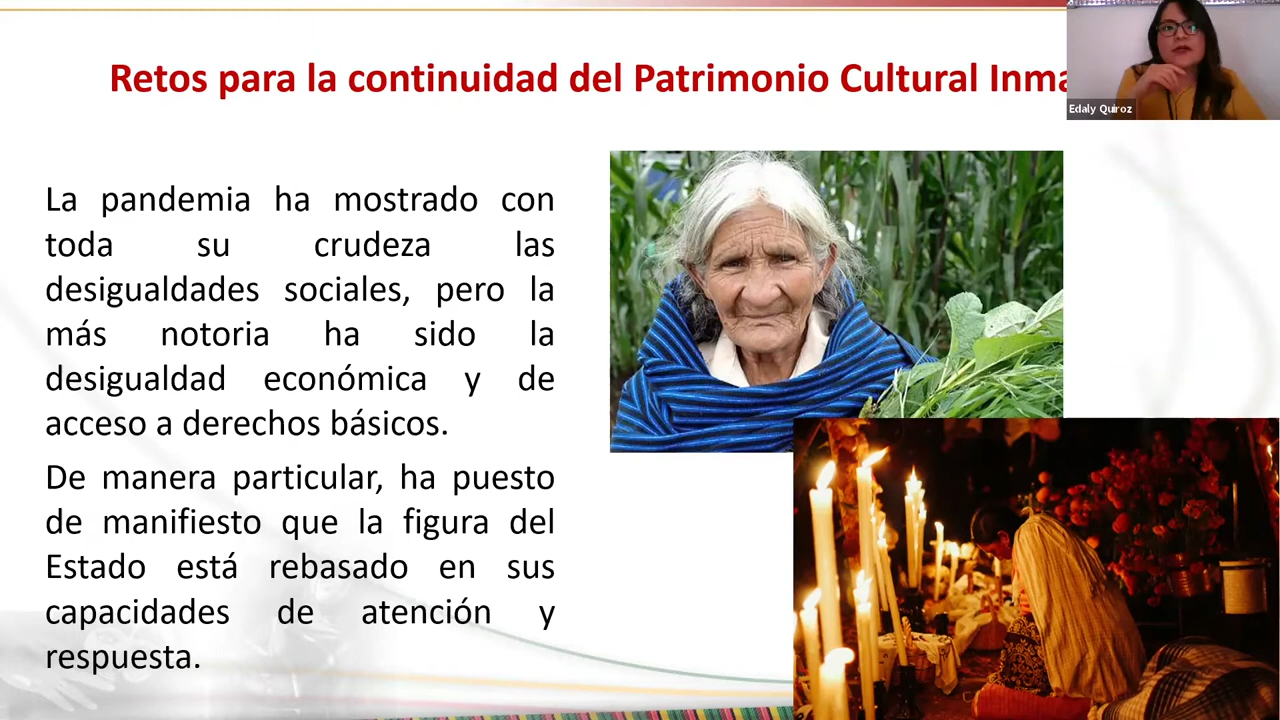 Retos para la continuidad del Patrimonio Cultural Inma
Edaly Quiroz
La pandemia ha mostrado con
toda su crudeza las
desigualdades sociales, pero la
más notoria ha sido la
desigualdad económica y de
acceso a derechos básicos.
De manera particular, ha puesto
de manifiesto que la figura del
Estado está rebasado en sus
capacidades de atención y
respuesta.